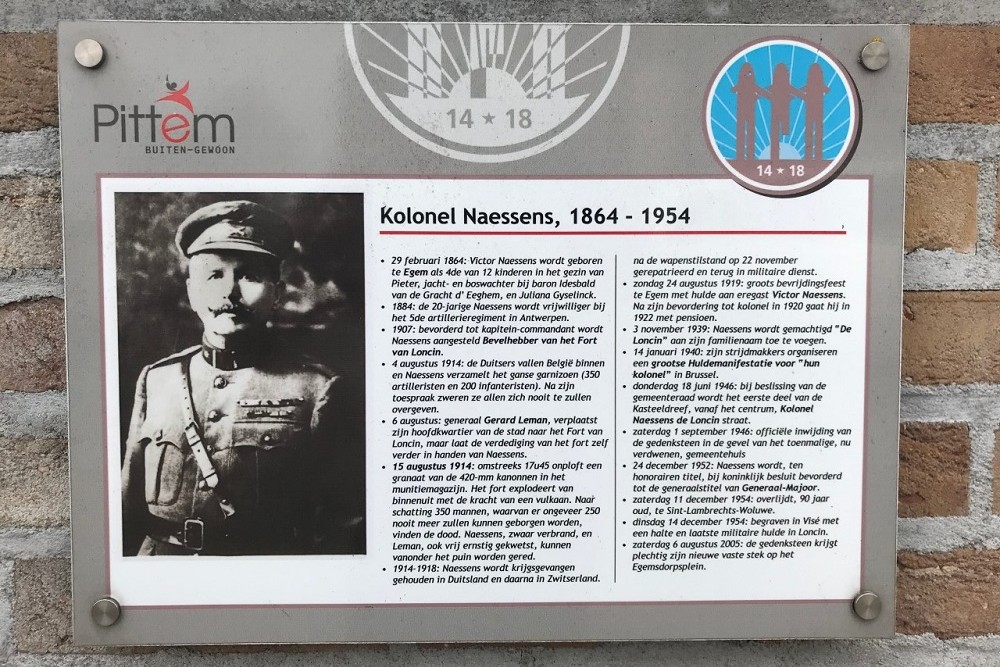 Pittem
BUITEN-GEWOON
14 ★ 18
14 ★ 18
Kolonel Naessens, 1864 - 1954
• 29 februari 1864: Victor Naessens wordt geboren
te Egem als 4de van 12 kinderen in het gezin van
Pieter, jacht- en boswachter bij baron Idesbald
van de Gracht d' Eeghem, en Juliana Gyselinck.
• 1884: de 20-jarige Naessens wordt vrijwilliger bij
het 5de artillerieregiment in Antwerpen.
• 1907: bevorderd tot kapitein-commandant wordt
Naessens aangesteld Bevelhebber van het Fort
van Loncin.
• 4 augustus 1914: de Duitsers vallen België binnen
en Naessens verzamelt het ganse garnizoen (350
artilleristen en 200 infanteristen). Na zijn
toespraak zweren ze allen zich nooit te zullen
overgeven.
• 6 augustus: generaal Gerard Leman, verplaatst
zijn hoofdkwartier van de stad naar het Fort van
Loncin, maar laat de verdediging van het fort zelf
verder in handen van Naessens.
• 15 augustus 1914: omstreeks 17u45 onploft een
granaat van de 420-mm kanonnen in het
munitiemagazijn. Het fort explodeert van
binnenuit met de kracht van een vulkaan. Naar
schatting 350 mannen, waarvan er ongeveer 250
nooit meer zullen kunnen geborgen worden,
vinden de dood. Naessens, zwaar verbrand, en
Leman, ook vrij ernstig gekwetst, kunnen
vanonder het puin worden gered.
• 1914-1918: Naessens wordt krijgsgevangen
gehouden in Duitsland en daarna in Zwitserland.
na de wapenstilstand op 22 november
gerepatrieerd en terug in militaire dienst.
• zondag 24 augustus 1919: groots bevrijdingsfeest
te Egem met hulde aan eregast Victor Naessens.
Na zijn bevordering tot kolonel in 1920 gaat hij in
1922 met pensioen.
• 3 november 1939: Naessens wordt gemachtigd "De
Loncin" aan zijn familienaam toe te voegen.
• 14 januari 1940: zijn strijdmakkers organiseren
een grootse Huldemanifestatie voor "hun
kolonel" in Brussel.
• donderdag 18 juni 1946: bij beslissing van de
gemeenteraad wordt het eerste deel van de
Kasteeldreef, vanaf het centrum, Kolonel
Naessens de Loncin straat.
• zaterdag 1 september 1946: officiële inwijding van
de gedenksteen in de gevel van het toenmalige, nu
verdwenen, gemeentehuis
• 24 december 1952: Naessens wordt, ten
honorairen titel, bij koninklijk besluit bevorderd
tot de generaalstitel van Generaal-Majoor.
• zaterdag 11 december 1954: overlijdt, 90 jaar
oud, te Sint-Lambrechts-Woluwe.
• dinsdag 14 december 1954: begraven in Visé met
een halte en laatste militaire hulde in Loncin.
• zaterdag 6 augustus 2005: de gedenksteen krijgt
plechtig zijn nieuwe vaste stek op het
Egemsdorpsplein.